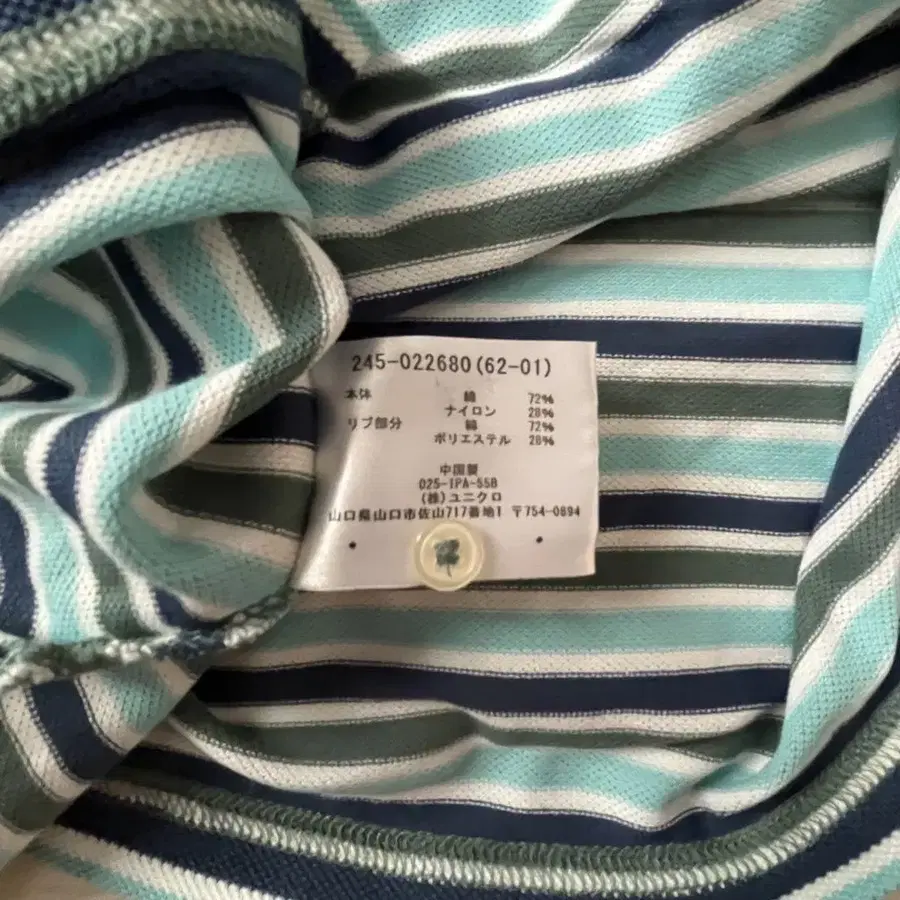 245-022680(62-01)
本体 綿 72%
ナイロン 28%
リブ部分 綿 72%
ポリエステル 28%
中国製
025-IPA-55B
(株)ユニクロ
山口県山口市佐山717番地1 〒754-0894